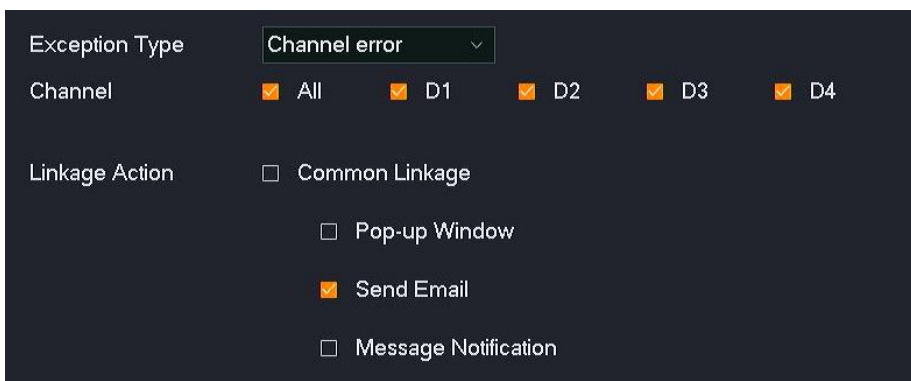 Exception Type Channel error
Channel All D1 D2 D3 D4
Linkage Action Common Linkage
Pop-up Window
Send Email
Message Notification